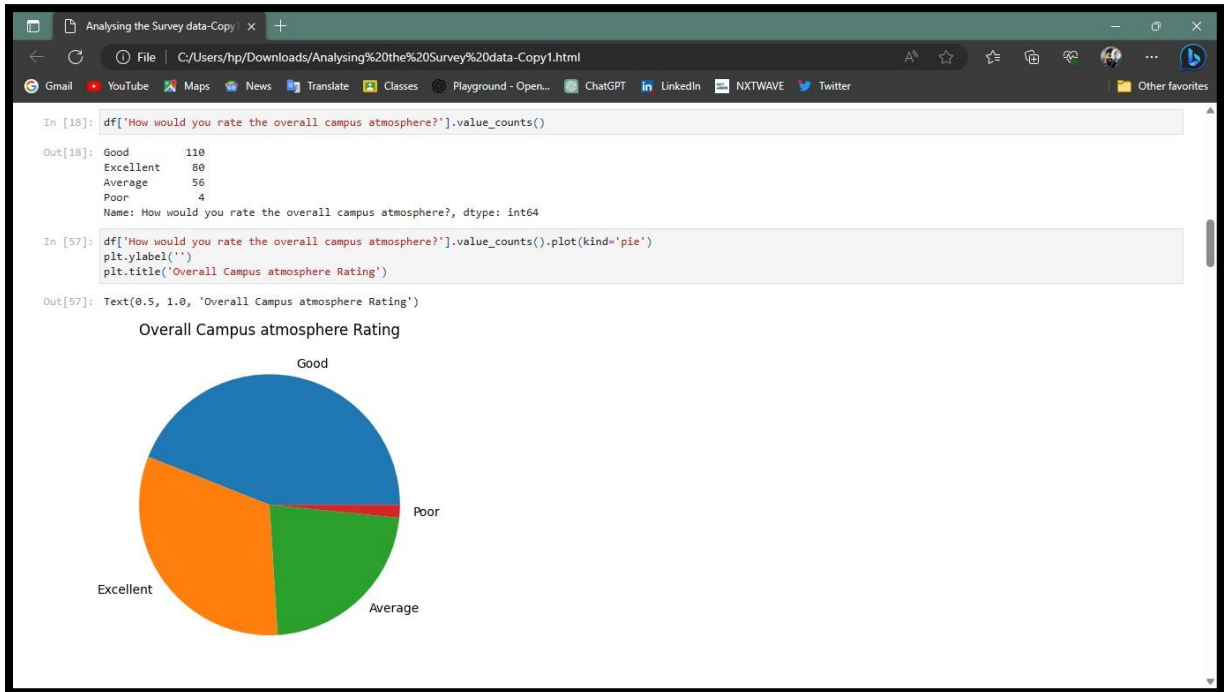 Analysing the Survey data-Copy1
File | C:/Users/hp/Downloads/Analysing%20the%20Survey%20data-Copy1.html
Gmail YouTube Maps News Translate Classes Playground - Open... ChatGPT LinkedIn NXTWAVE Twitter Other favorites
In [18]: df['How would you rate the overall campus atmosphere?'].value_counts()
Out[18]: Good 110
Excellent 80
Average 56
Poor 4
Name: How would you rate the overall campus atmosphere?, dtype: int64
In [57]: df['How would you rate the overall campus atmosphere?'].value_counts().plot(kind='pie')
plt.ylabel('')
plt.title('Overall Campus atmosphere Rating')
Out[57]: Text(0.5, 1.0, 'Overall Campus atmosphere Rating')
Overall Campus atmosphere Rating
Good
Poor
Excellent
Average